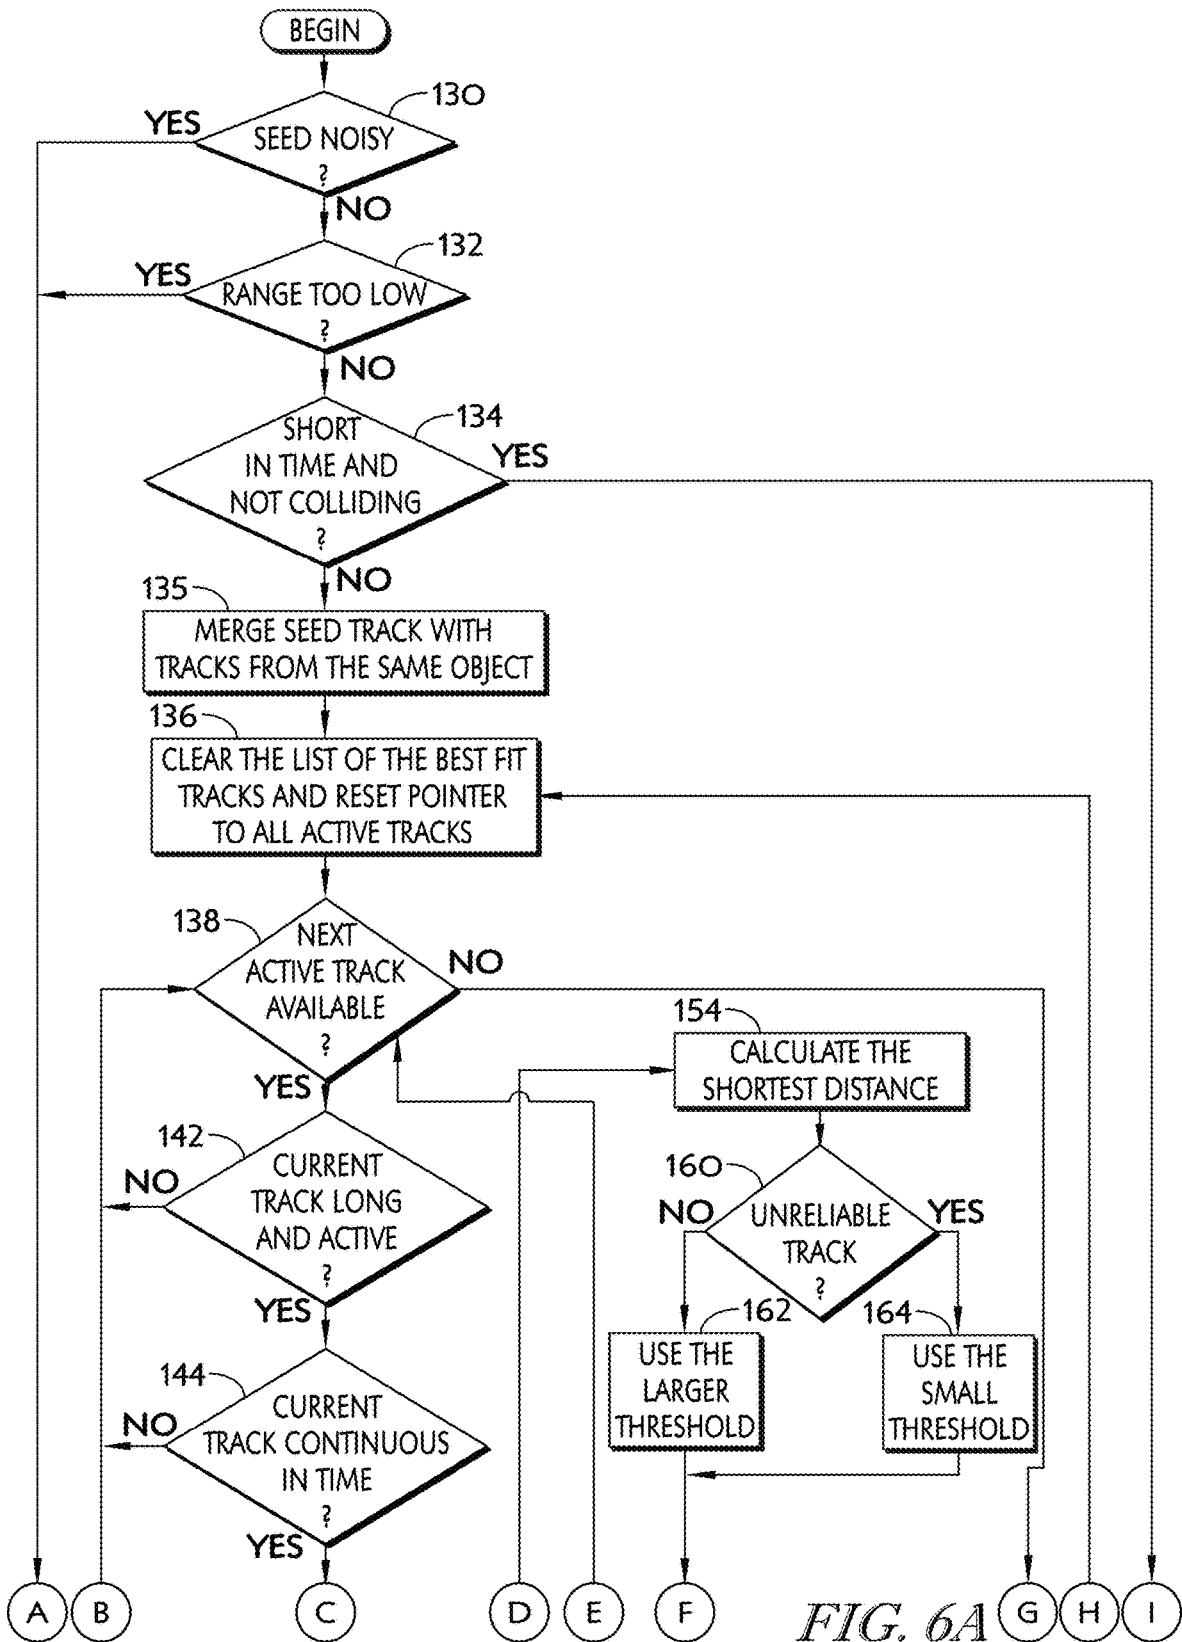 BEGIN
130
YES
SEED NOISY
?
NO
132
YES
RANGE TOO LOW
?
NO
134
SHORT
YES
IN TIME AND
NOT COLLIDING
?
NO
135
MERGE SEED TRACK WITH
TRACKS FROM THE SAME OBJECT
136
CLEAR THE LIST OF THE BEST FIT
TRACKS AND RESET POINTER
TO ALL ACTIVE TRACKS
138
NEXT
ACTIVE TRACK
AVAILABLE
?
NO
YES
142
CURRENT
TRACK LONG
AND ACTIVE
?
NO
YES
144
CURRENT
TRACK CONTINUOUS
IN TIME
?
NO
YES
154
CALCULATE THE
SHORTEST DISTANCE
160
NO
UNRELIABLE
TRACK
?
YES
162
USE THE
LARGER
THRESHOLD
164
USE THE
SMALL
THRESHOLD
A
B
C
D
E
F
FIG. 6A
G
H
I